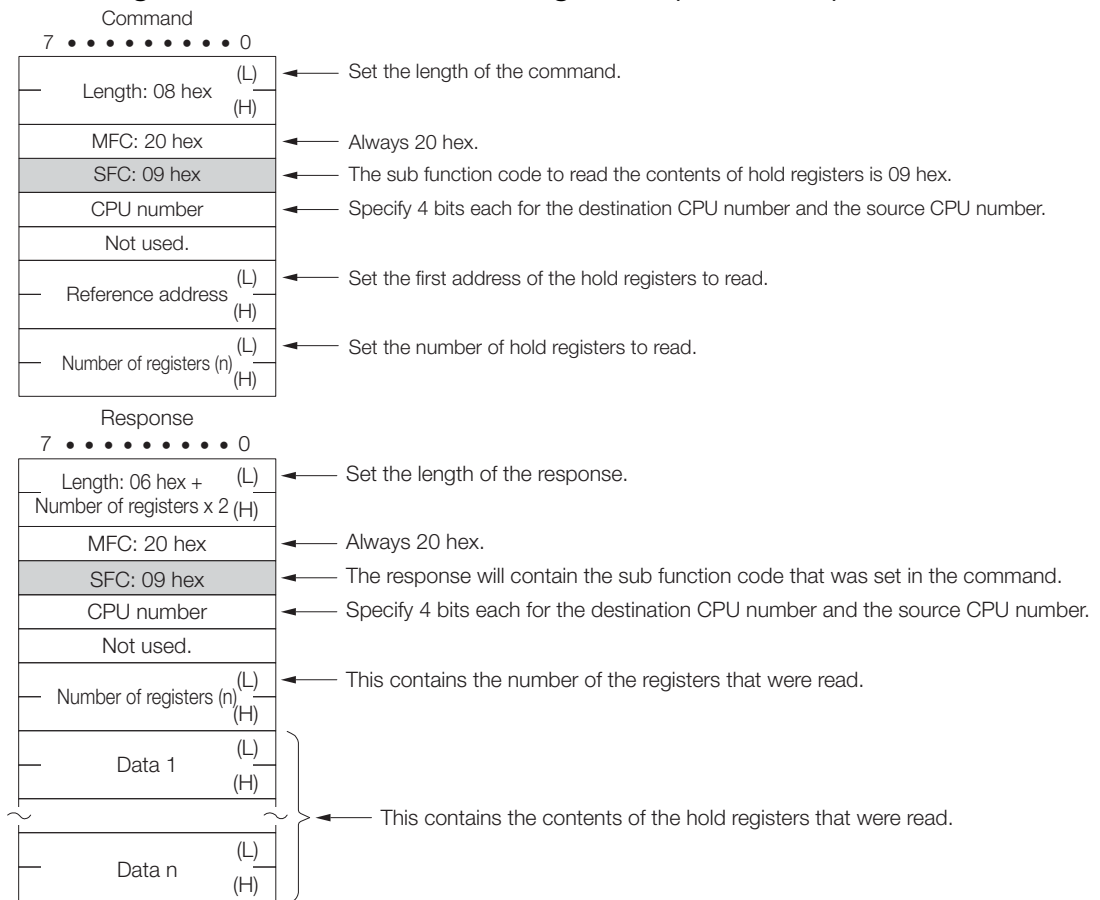 Command
7 • • • • • • • • • 0
(L)
Set the length of the command.
Length: 08 hex
(H)
MFC: 20 hex
Always 20 hex.
SFC: 09 hex
The sub function code to read the contents of hold registers is 09 hex.
CPU number
Specify 4 bits each for the destination CPU number and the source CPU number.
Not used.
(L)
Set the first address of the hold registers to read.
Reference address
(H)
(L)
Set the number of hold registers to read.
Number of registers (n)
(H)
Response
7 • • • • • • • • • 0
Length: 06 hex +
(L)
Set the length of the response.
Number of registers x 2 (H)
MFC: 20 hex
Always 20 hex.
SFC: 09 hex
The response will contain the sub function code that was set in the command.
CPU number
Specify 4 bits each for the destination CPU number and the source CPU number.
Not used.
(L)
This contains the number of the registers that were read.
Number of registers (n)
(H)
(L)
Data 1
(H)
This contains the contents of the hold registers that were read.
(L)
Data n
(H)